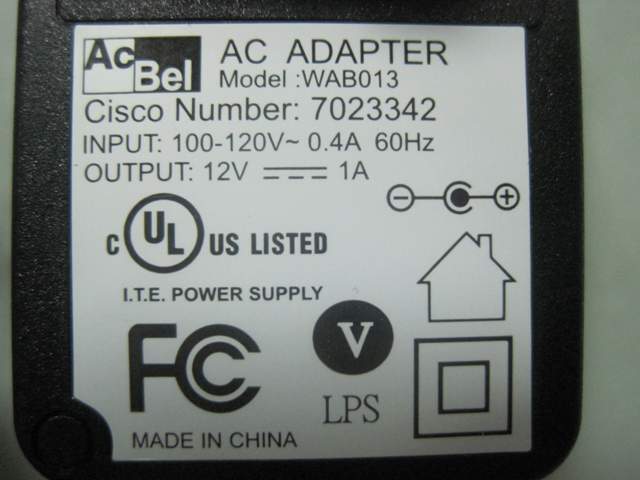 AcBel
AC ADAPTER
Model :WAB013
Cisco Number: 7023342
INPUT: 100-120V~ 0.4A 60Hz
OUTPUT: 12V ⎓ 1A
C UL US LISTED
I.T.E. POWER SUPPLY
FC
V
LPS
MADE IN CHINA